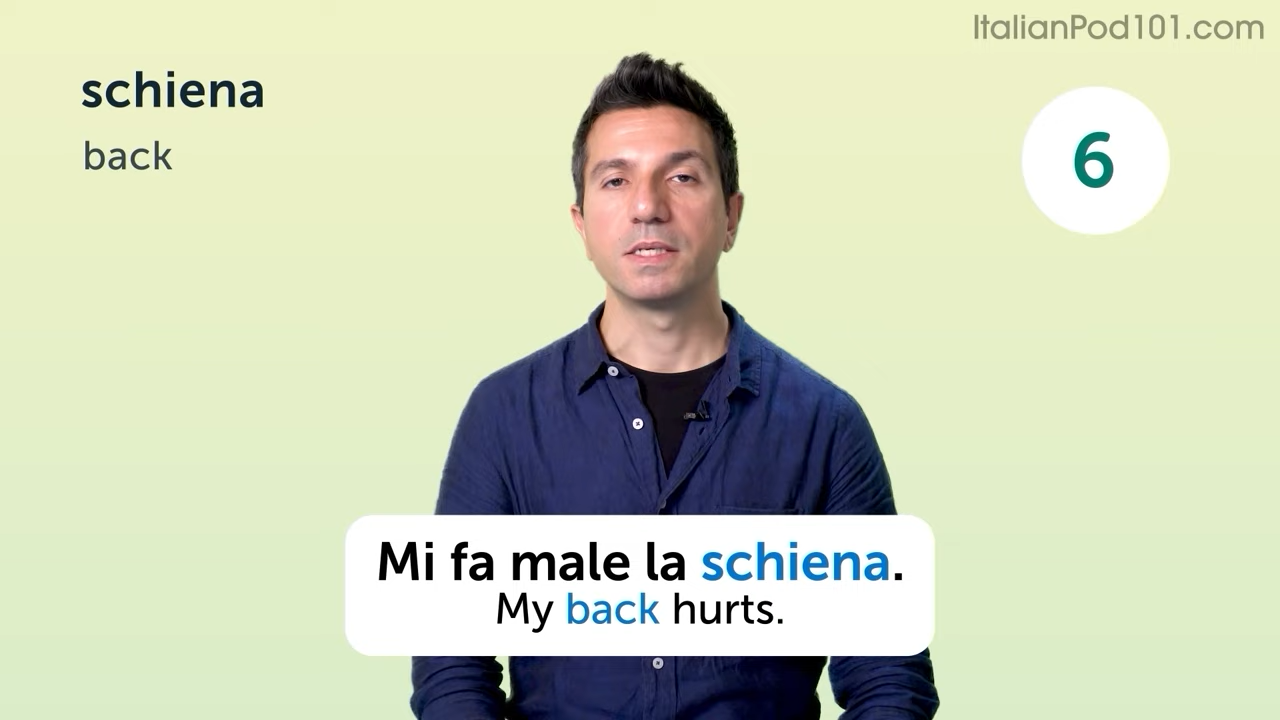 ItalianPod101.com
schiena
back
6
Mi fa male la schiena.
My back hurts.